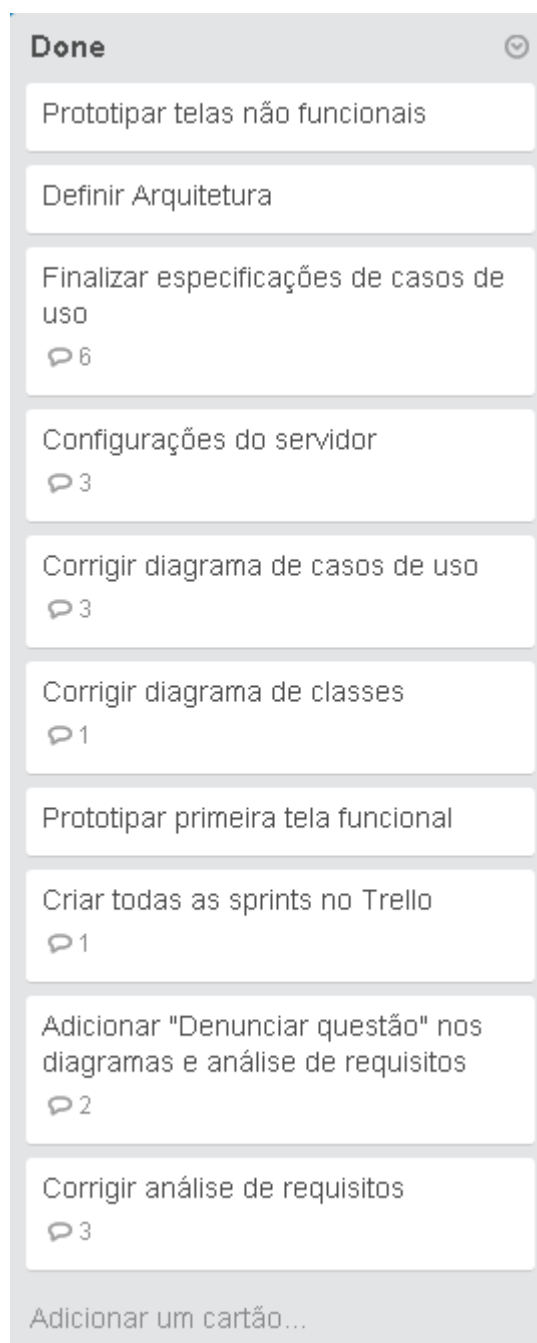 Done
Prototipar telas não funcionais
Definir Arquitetura
Finalizar especificações de casos de
uso
6
Configurações do servidor
3
Corrigir diagrama de casos de uso
3
Corrigir diagrama de classes
1
Prototipar primeira tela funcional
Criar todas as sprints no Trello
1
Adicionar "Denunciar questão" nos
diagramas e análise de requisitos
2
Corrigir análise de requisitos
3
Adicionar um cartão...